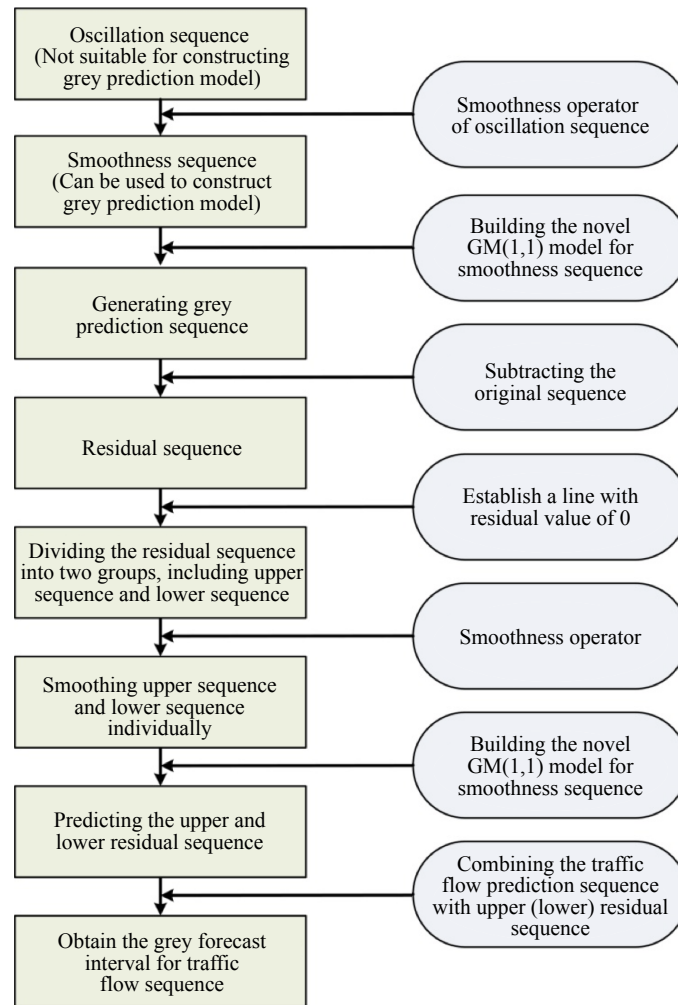 Oscillation sequence
(Not suitable for constructing
grey prediction model)
Smoothness operator
of oscillation sequence
Smoothness sequence
(Can be used to construct
grey prediction model)
Building the novel
GM(1,1) model for
smoothness sequence
Generating grey
prediction sequence
Subtracting the
original sequence
Residual sequence
Establish a line with
residual value of 0
Dividing the residual sequence
into two groups, including upper
sequence and lower sequence
Smoothness operator
Smoothing upper sequence
and lower sequence
individually
Building the novel
GM(1,1) model for
smoothness sequence
Predicting the upper and
lower residual sequence
Combining the traffic
flow prediction sequence
with upper (lower) residual
sequence
Obtain the grey forecast
interval for traffic
flow sequence